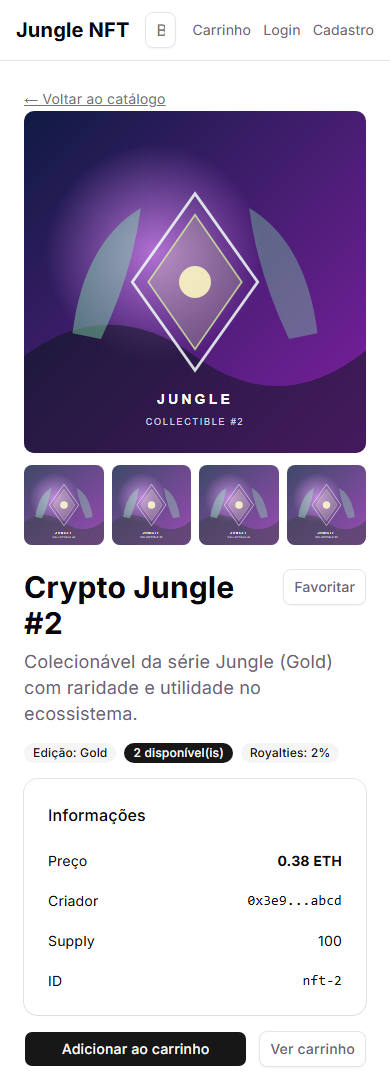 Jungle NFT
B
Carrinho
Login
Cadastro
← Voltar ao catálogo
JUNGLE
COLLECTIBLE #2
Crypto Jungle
#2
Favoritar
Colecionável da série Jungle (Gold)
com raridade e utilidade no
ecossistema.
Edição: Gold
2 disponível(is)
Royalties: 2%
Informações
Preço
0.38 ETH
Criador
0x3e9...abcd
Supply
100
ID
nft-2
Adicionar ao carrinho
Ver carrinho